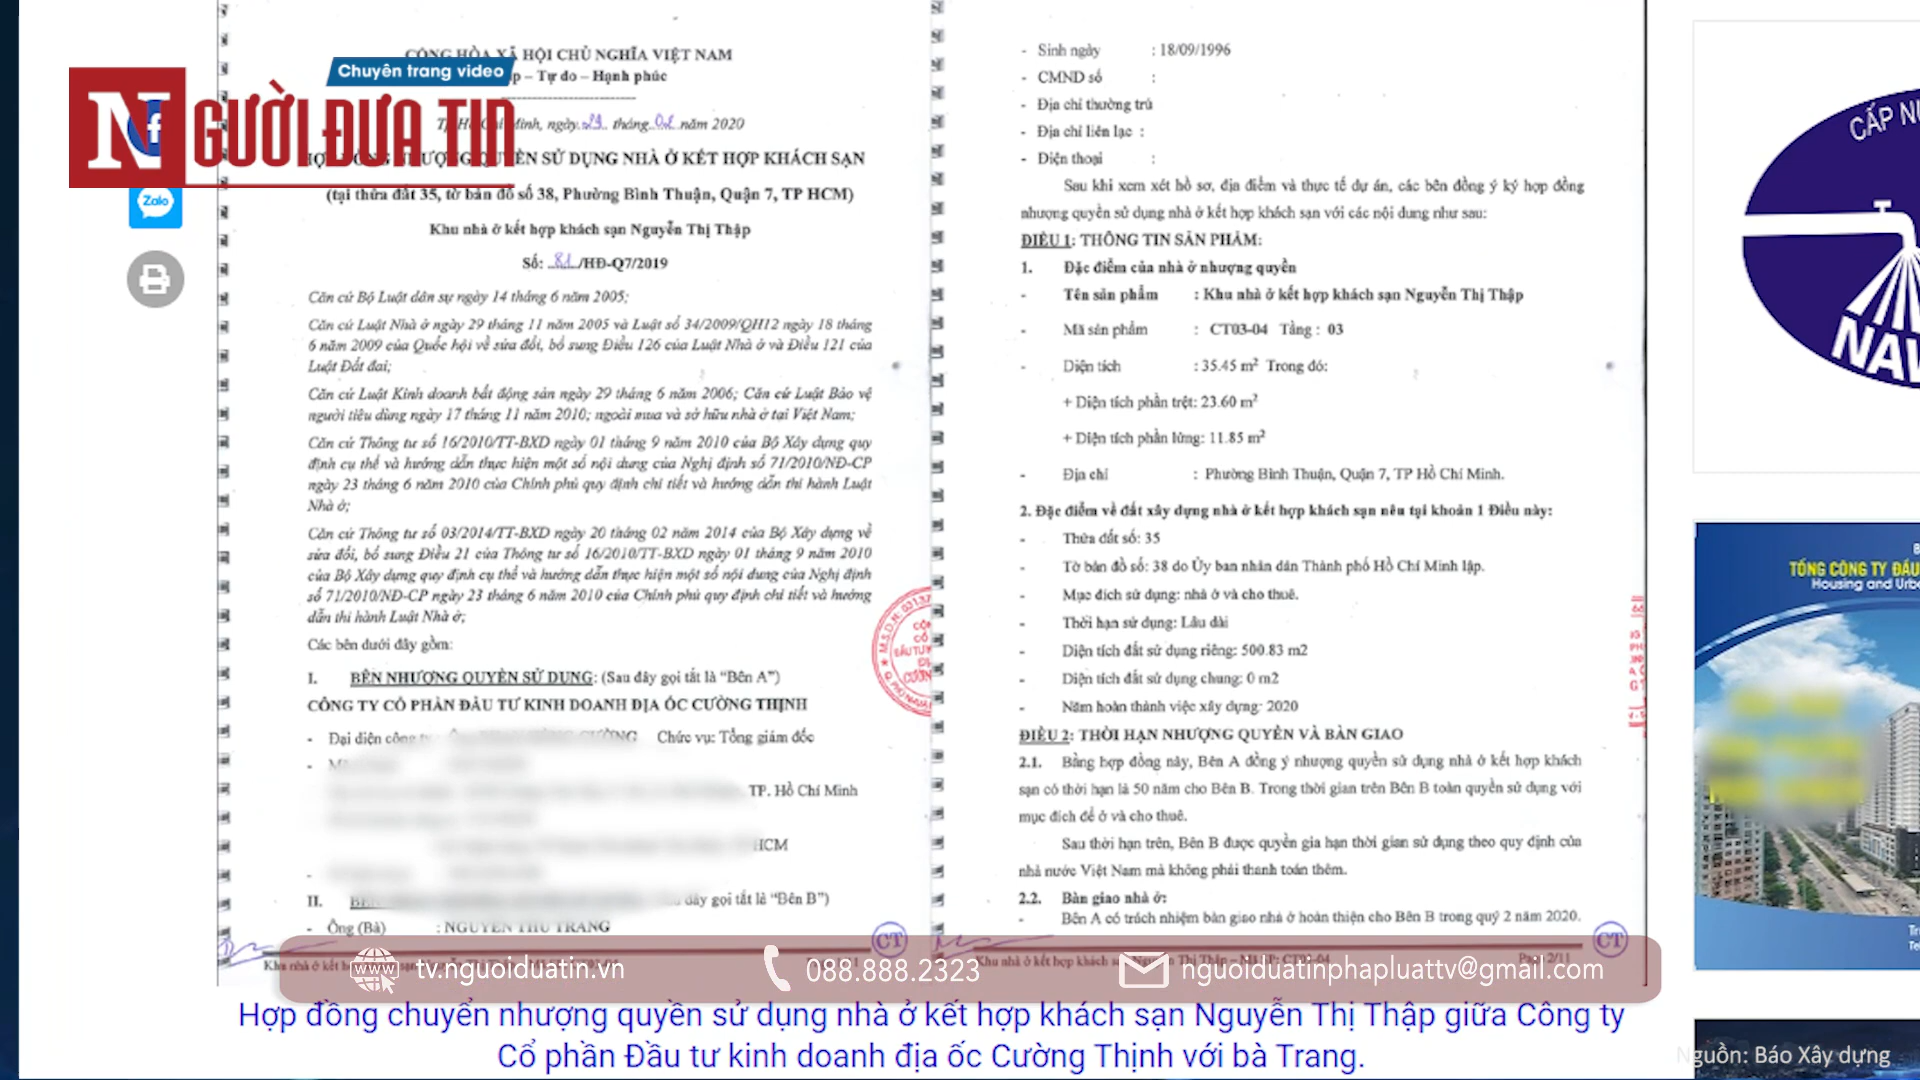 Chuyên trang video
NGƯỜI ĐƯA TIN
Zalo
CỘNG HÒA XÃ HỘI CHỦ NGHĨA VIỆT NAM
– Tự do – Hạnh phúc
Minh, ngày 29 tháng 02 năm 2020
NHƯỢNG QUYỀN SỬ DỤNG NHÀ Ở KẾT HỢP KHÁCH SẠN
(tại thửa đất 35, tờ bản đồ số 38, Phường Bình Thuận, Quận 7, TP HCM)
Khu nhà ở kết hợp khách sạn Nguyễn Thị Thập
Số: 81/HĐ-Q7/2019
Căn cứ Bộ Luật dân sự ngày 14 tháng 6 năm 2005;
Căn cứ Luật Nhà ở ngày 29 tháng 11 năm 2005 và Luật số 34/2009/QH12 ngày 18 tháng
6 năm 2009 của Quốc hội về sửa đổi, bổ sung Điều 126 của Luật Nhà ở và Điều 121 của
Luật Đất đai;
Căn cứ Luật Kinh doanh bất động sản ngày 29 tháng 6 năm 2006; Căn cứ Luật Bảo vệ
người tiêu dùng ngày 17 tháng 11 năm 2010; ngoài mua và sở hữu nhà ở tại Việt Nam;
Căn cứ Thông tư số 16/2010/TT-BXD ngày 01 tháng 9 năm 2010 của Bộ Xây dựng quy
định cụ thể và hướng dẫn thực hiện một số nội dung của Nghị định số 71/2010/NĐ-CP
ngày 23 tháng 6 năm 2010 của Chính phủ quy định chi tiết và hướng dẫn thi hành Luật
Nhà ở;
Căn cứ Thông tư số 03/2014/TT-BXD ngày 20 tháng 02 năm 2014 của Bộ Xây dựng về
sửa đổi, bổ sung Điều 21 của Thông tư số 16/2010/TT-BXD ngày 01 tháng 9 năm 2010
của Bộ Xây dựng quy định cụ thể và hướng dẫn thực hiện một số nội dung của Nghị định
số 71/2010/NĐ-CP ngày 23 tháng 6 năm 2010 của Chính phủ quy định chi tiết và hướng
dẫn thi hành Luật Nhà ở;
Các bên dưới đây gồm:
I. BÊN NHƯỢNG QUYỀN SỬ DỤNG: (Sau đây gọi tắt là “Bên A”)
CÔNG TY CỔ PHẦN ĐẦU TƯ KINH DOANH ĐỊA ỐC CƯỜNG THỊNH
- Đại diện công ty Chức vụ: Tổng giám đốc
TP. Hồ Chí Minh
HCM
II. đây gọi tắt là “Bên B”)
- Ông (Bà) : NGUYỄN THU TRANG
CT
- Sinh ngày : 18/09/1996
- CMND số :
- Địa chỉ thường trú
- Địa chỉ liên lạc :
- Điện thoại :
Sau khi xem xét hồ sơ, địa điểm và thực tế dự án, các bên đồng ý ký hợp đồng
nhượng quyền sử dụng nhà ở kết hợp khách sạn với các nội dung như sau:
ĐIỀU 1: THÔNG TIN SẢN PHẨM:
1. Đặc điểm của nhà ở nhượng quyền
- Tên sản phẩm : Khu nhà ở kết hợp khách sạn Nguyễn Thị Thập
- Mã sản phẩm : CT03-04 Tầng : 03
- Diện tích : 35.45 m² Trong đó:
+ Diện tích phần trệt: 23.60 m²
+ Diện tích phần lửng: 11.85 m²
- Địa chỉ : Phường Bình Thuận, Quận 7, TP Hồ Chí Minh.
2. Đặc điểm về đất xây dựng nhà ở kết hợp khách sạn nêu tại khoản 1 Điều này:
- Thửa đất số: 35
- Tờ bản đồ số: 38 do Ủy ban nhân dân Thành phố Hồ Chí Minh lập.
- Mục đích sử dụng: nhà ở và cho thuê.
- Thời hạn sử dụng: Lâu dài
- Diện tích đất sử dụng riêng: 500.83 m2
- Diện tích đất sử dụng chung: 0 m2
- Năm hoàn thành việc xây dựng: 2020
ĐIỀU 2: THỜI HẠN NHƯỢNG QUYỀN VÀ BÀN GIAO
2.1. Bằng hợp đồng này, Bên A đồng ý nhượng quyền sử dụng nhà ở kết hợp khách
sạn có thời hạn là 50 năm cho Bên B. Trong thời gian trên Bên B toàn quyền sử dụng với
mục đích để ở và cho thuê.
Sau thời hạn trên, Bên B được quyền gia hạn thời gian sử dụng theo quy định của
nhà nước Việt Nam mà không phải thanh toán thêm.
2.2. Bàn giao nhà ở:
- Bên A có trách nhiệm bàn giao nhà ở hoàn thiện cho Bên B trong quý 2 năm 2020.
CT
tv.nguoiduatin.vn
088.888.2323
nguoiduatinphapluattv@gmail.com
Hợp đồng chuyển nhượng quyền sử dụng nhà ở kết hợp khách sạn Nguyễn Thị Thập giữa Công ty
Cổ phần Đầu tư kinh doanh địa ốc Cường Thịnh với bà Trang.
CẤP
TỔNG CÔNG TY ĐẦU
Housing and
Nguồn: Báo Xây dựng